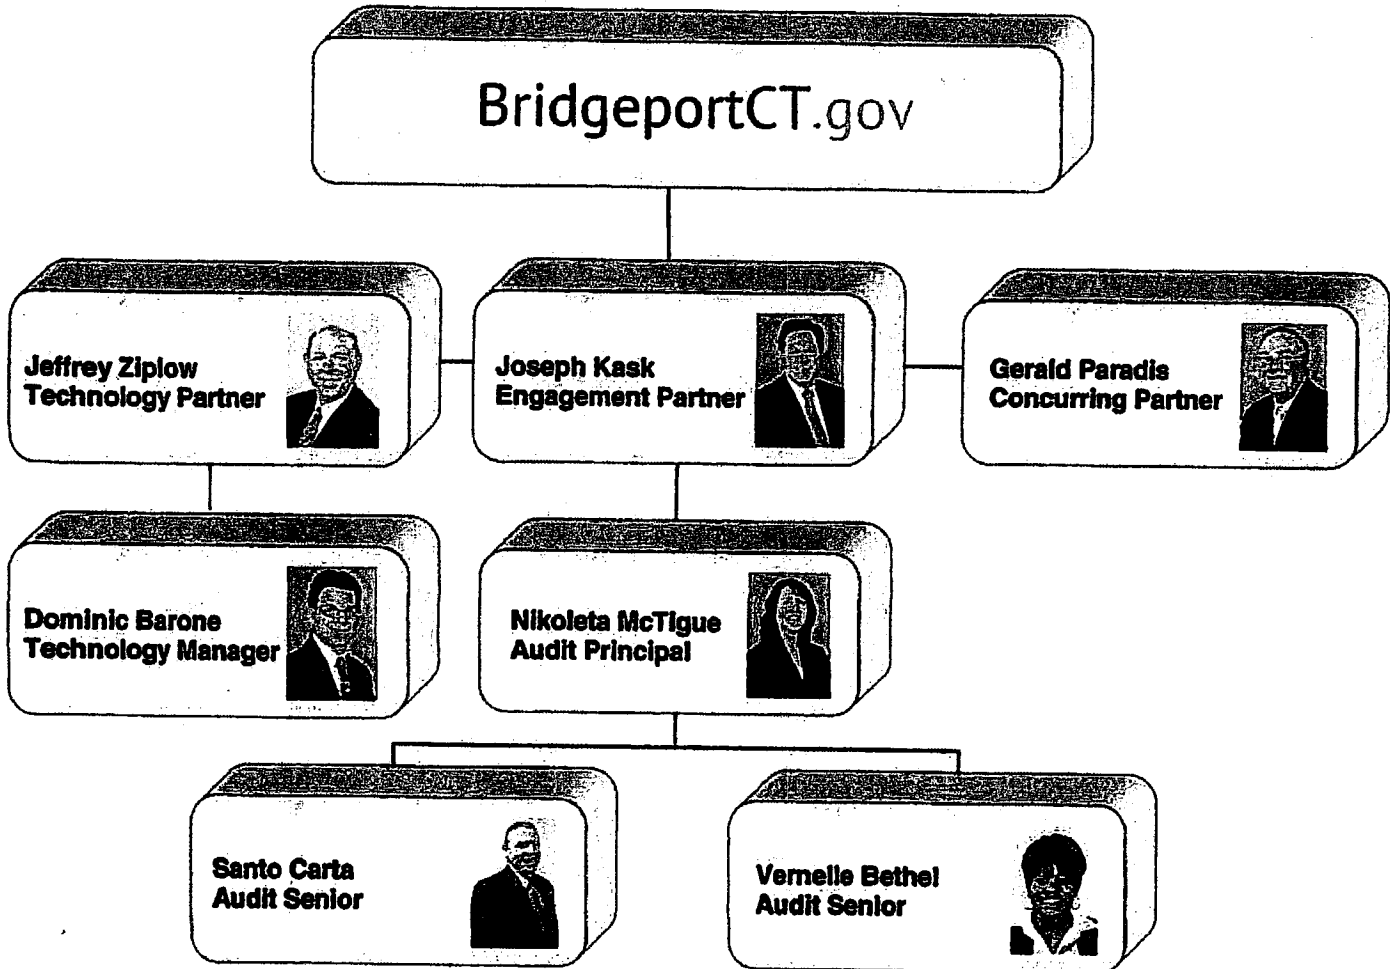 BridgeportCT.gov
Jeffrey Ziplow
Technology Partner
Joseph Kask
Engagement Partner
Gerald Paradis
Concurring Partner
Dominic Barone
Technology Manager
Nikoleta McTigue
Audit Principal
Santo Carta
Audit Senior
Vernelle Bethel
Audit Senior